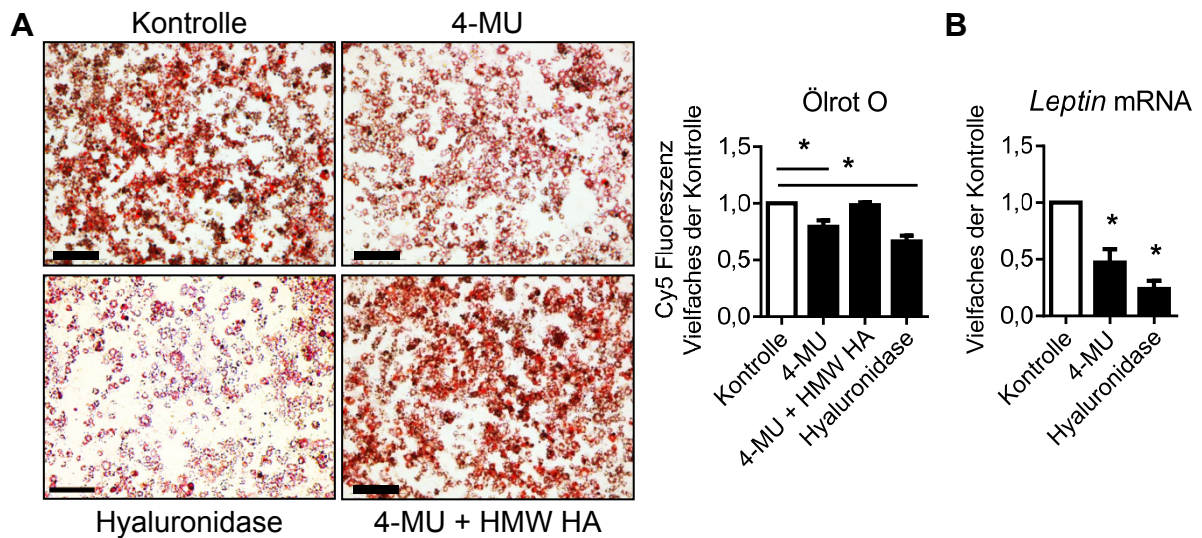 A
Kontrolle
4-MU
Hyaluronidase
4-MU + HMW HA
Ölrot O
Cy5 Fluoreszenz
Vielfaches der Kontrolle
1,5
1,0
0,5
0,0
* *
Kontrolle
4-MU
4-MU + HMW HA
Hyaluronidase
B
Leptin mRNA
Vielfaches der Kontrolle
1,5
1,0
0,5
0,0
* *
Kontrolle
4-MU
Hyaluronidase